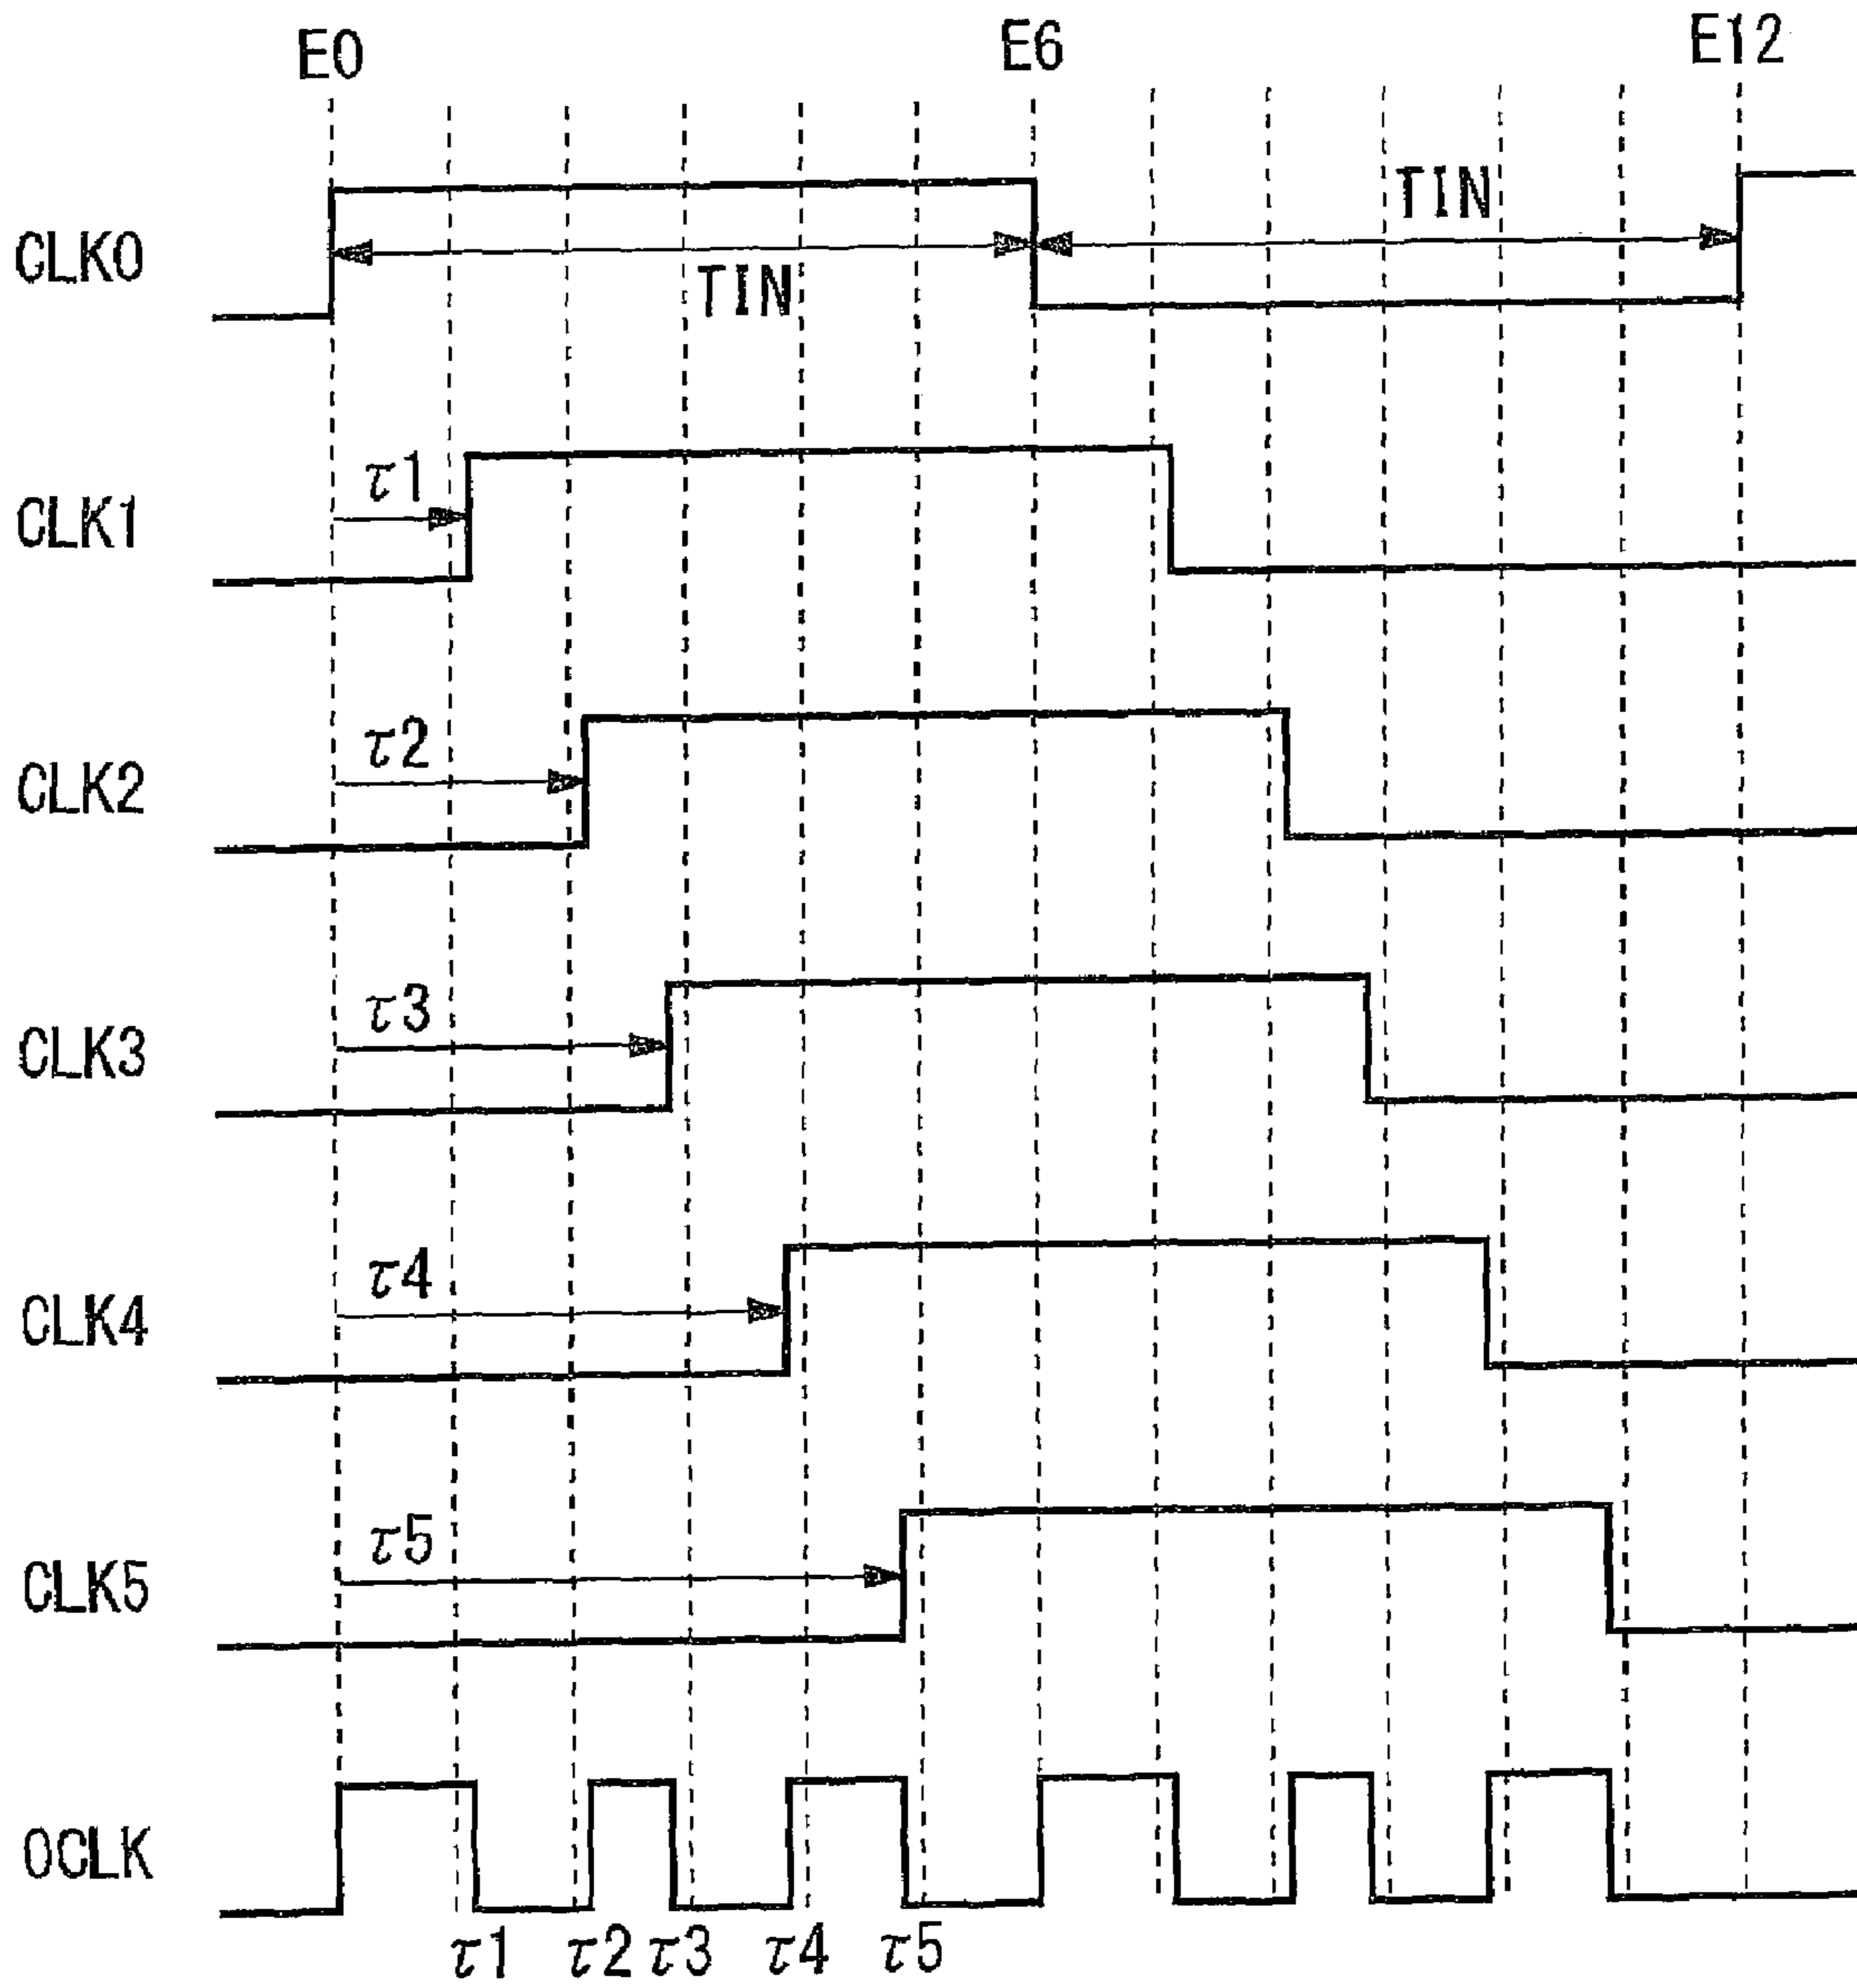 E0 E6 E12
CLK0 TIN TIN
CLK1 τ1
CLK2 τ2
CLK3 τ3
CLK4 τ4
CLK5 τ5
OCLK
τ1 τ2 τ3 τ4 τ5